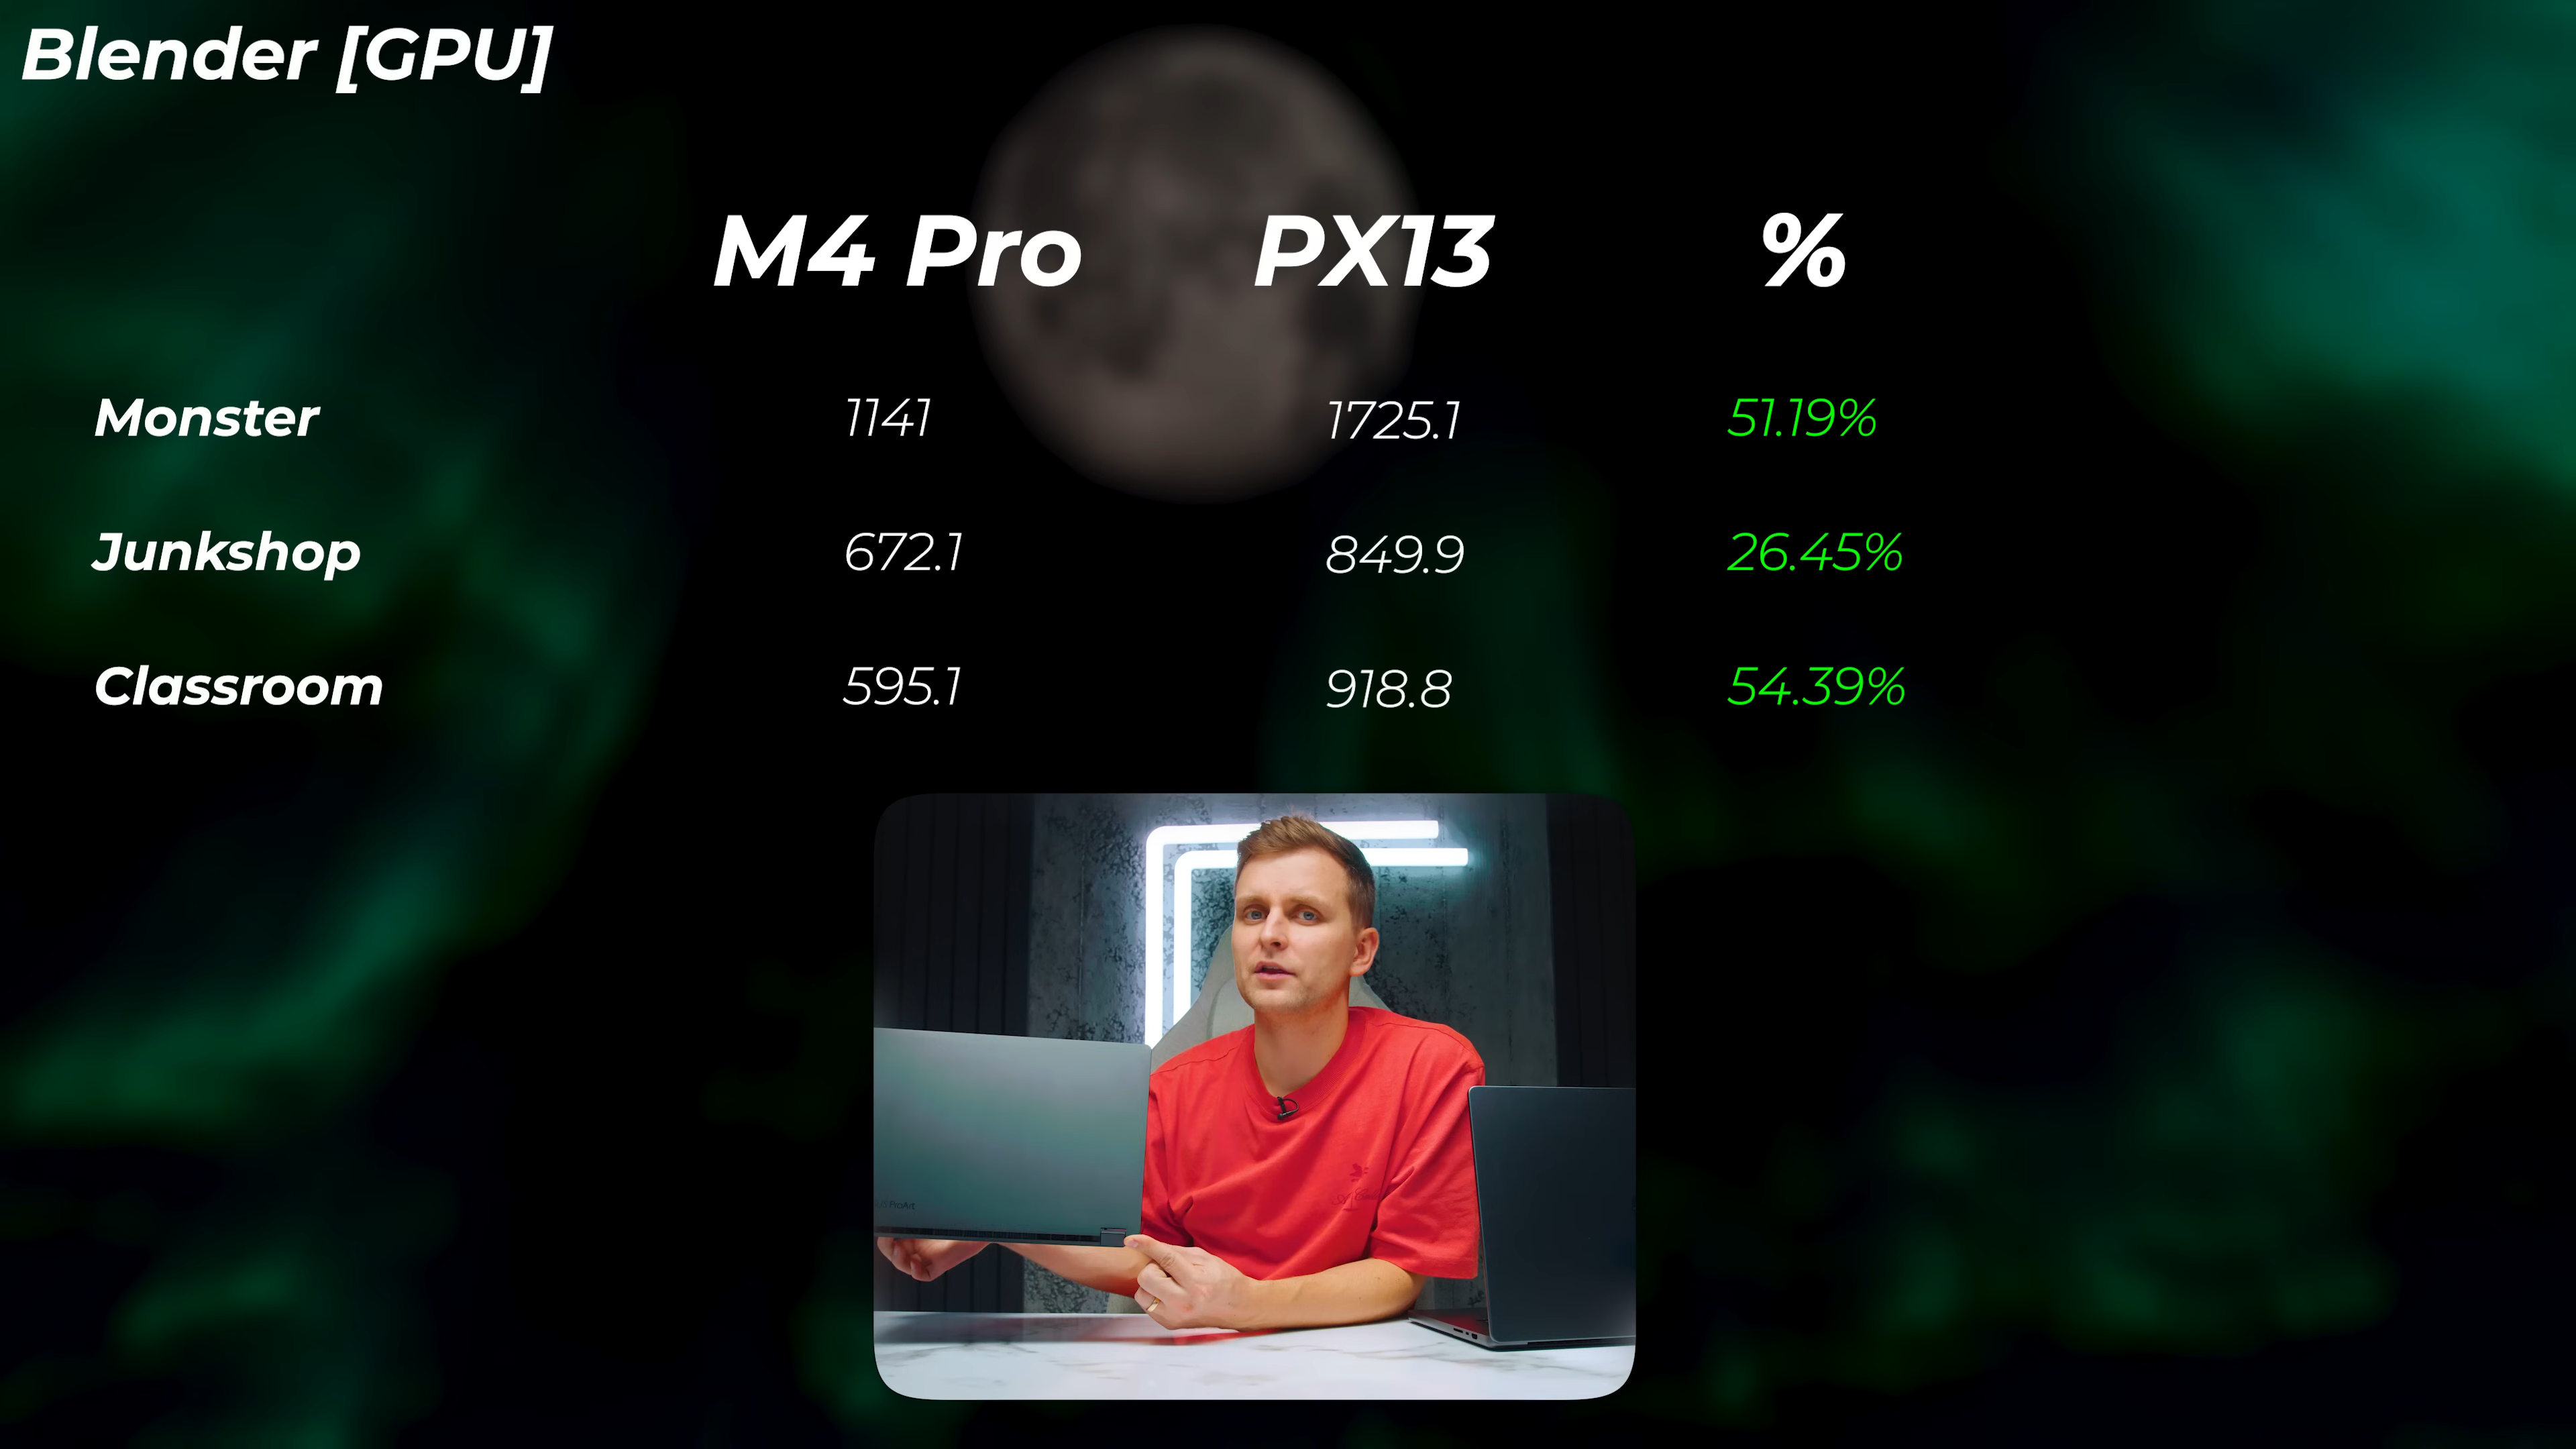 Blender [GPU]
M4 Pro PX13 %
Monster 1141 1725.1 51.19%
Junkshop 672.1 849.9 26.45%
Classroom 595.1 918.8 54.39%
ProArt